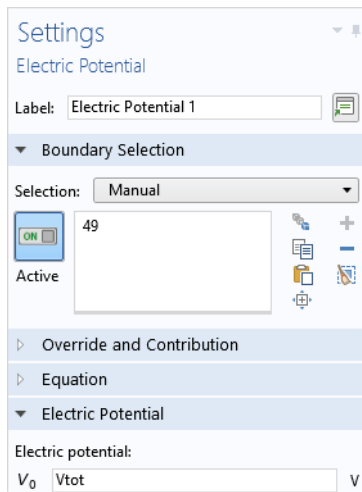 Settings
Electric Potential
Label: Electric Potential 1
Boundary Selection
Selection: Manual
ON
49
Active
Override and Contribution
Equation
Electric Potential
Electric potential:
V0 Vtot V